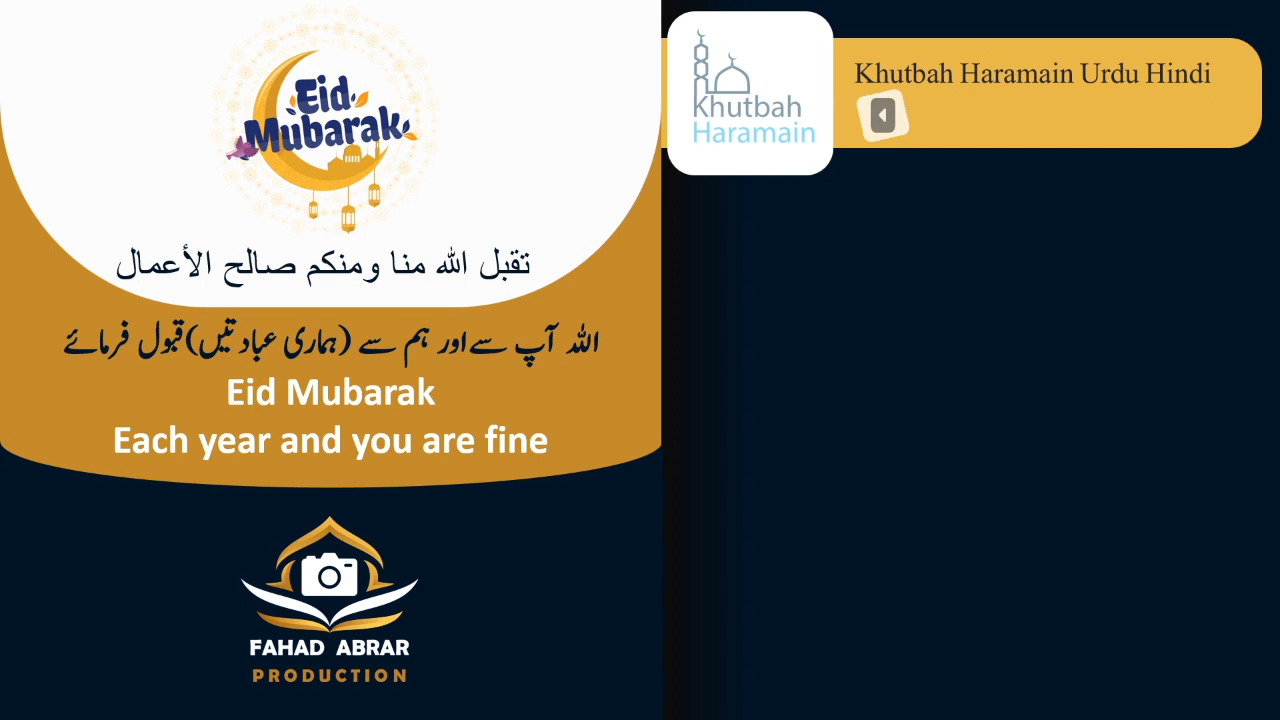 Eid
Mubarak
تقبل الله منا ومنكم صالح الأعمال
اللہ آپ سے اور ہم سے (ہماری عبادتیں) قبول فرمائے
Eid Mubarak
Each year and you are fine
FAHAD ABRAR
PRODUCTION
Khutbah
Haramain
Khutbah Haramain Urdu Hindi